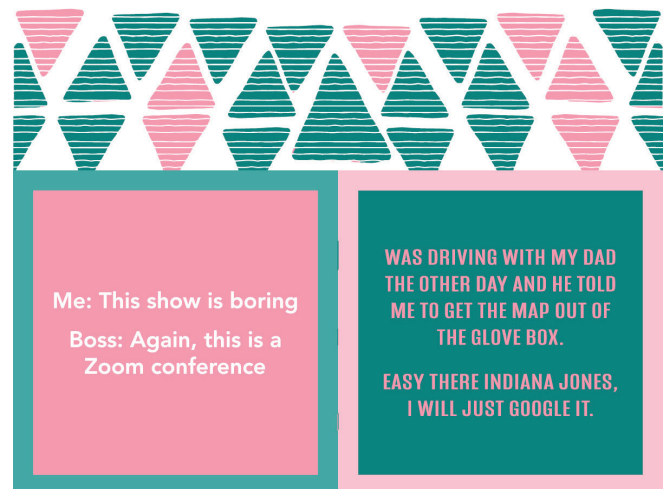 Me: This show is boring
Boss: Again, this is a
Zoom conference
WAS DRIVING WITH MY DAD
THE OTHER DAY AND HE TOLD
ME TO GET THE MAP OUT OF
THE GLOVE BOX.
EASY THERE INDIANA JONES,
I WILL JUST GOOGLE IT.